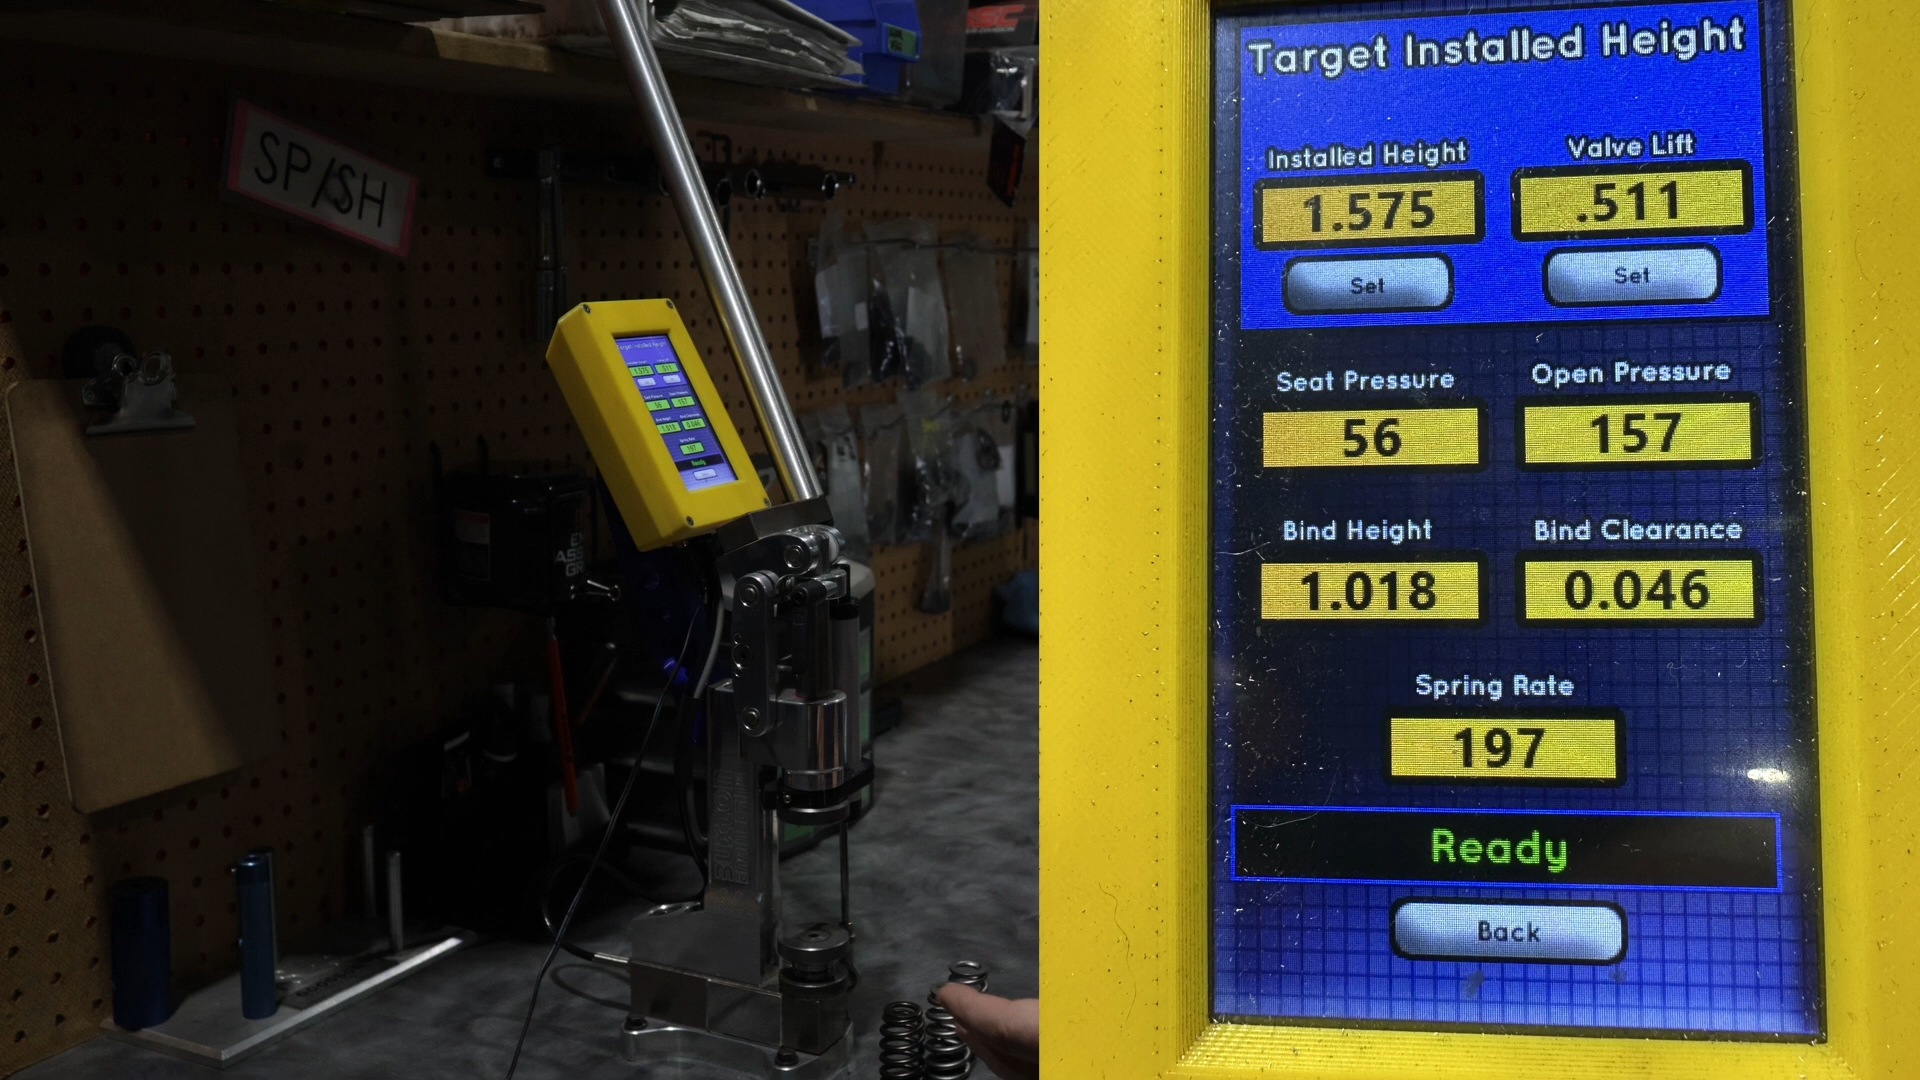 SP/SH
Target Installed Height
Installed Height
Valve Lift
1.575
.511
Set
Set
Seat Pressure
Open Pressure
56
157
Bind Height
Bind Clearance
1.018
0.046
Spring Rate
197
Ready
Back